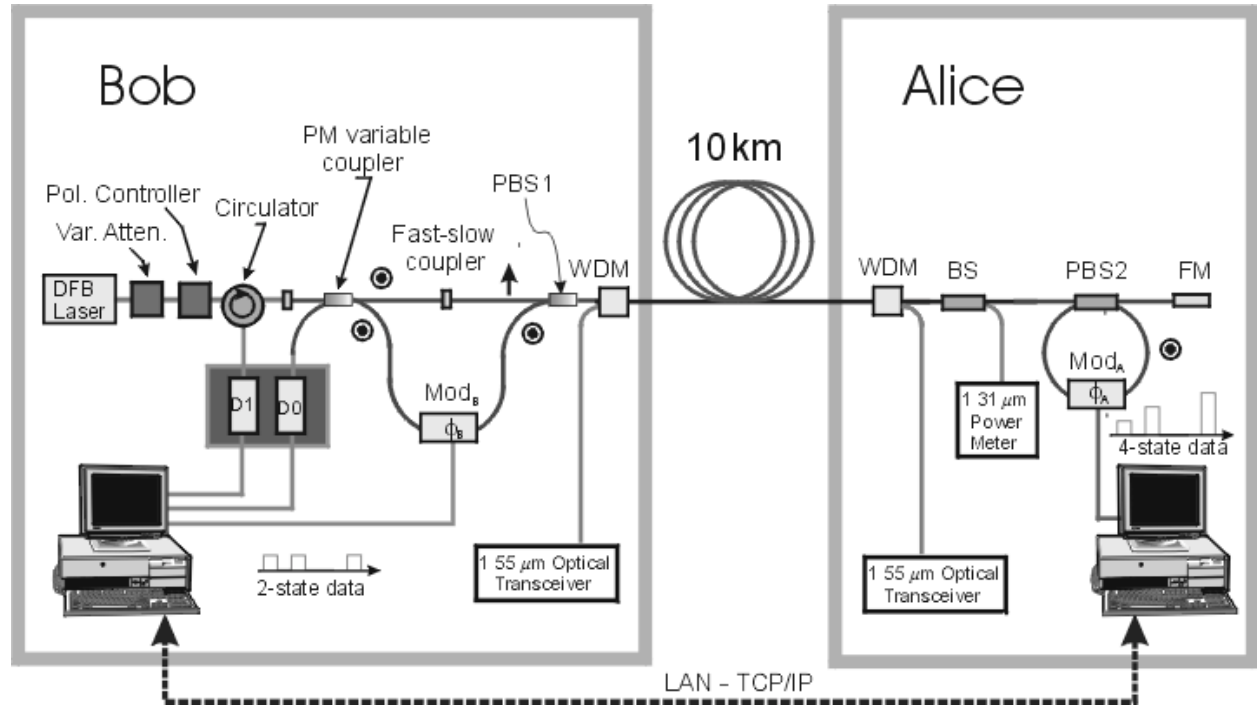 Bob
Alice
PM variable
coupler
10 km
Pol. Controller
Var. Atten.
Circulator
PBS1
Fast-slow
coupler
WDM
WDM
BS
PBS2
FM
DFB
Laser
D1
D0
Mod_B
ϕ_B
Mod_A
ϕ_A
1 31 μm
Power
Meter
4-state data
2-state data
1 55 μm Optical
Transceiver
1 55 μm Optical
Transceiver
LAN - TCP/IP